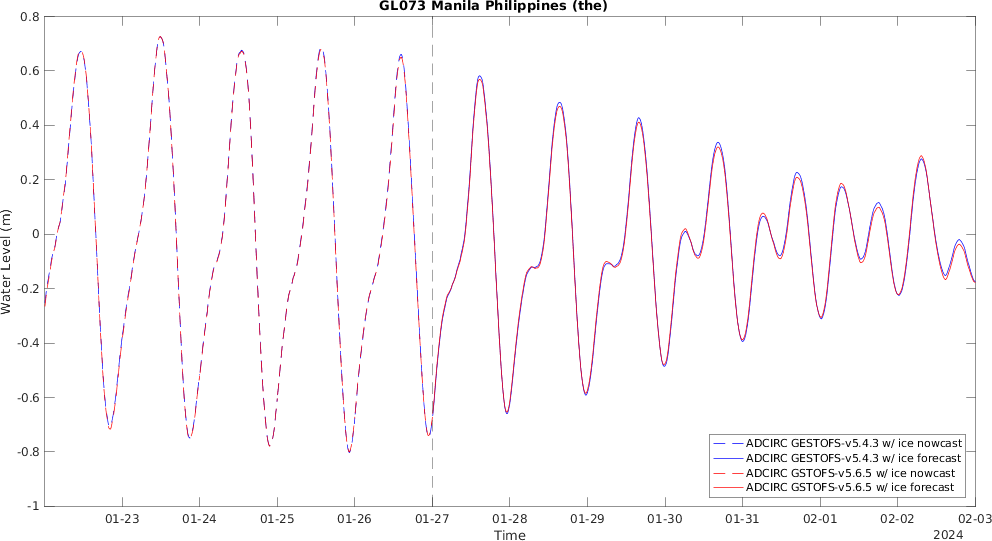 GL073 Manila Philippines (the)
0.8
0.6
0.4
0.2
0
-0.2
-0.4
-0.6
-0.8
-1
Water Level (m)
01-23 01-24 01-25 01-26 01-27 01-28 01-29 01-30 01-31 02-01 02-02 02-03
Time
2024
ADCIRC GESTOFS-v5.4.3 w/ ice nowcast
ADCIRC GESTOFS-v5.4.3 w/ ice forecast
ADCIRC GSTOFS-v5.6.5 w/ ice nowcast
ADCIRC GSTOFS-v5.6.5 w/ ice forecast